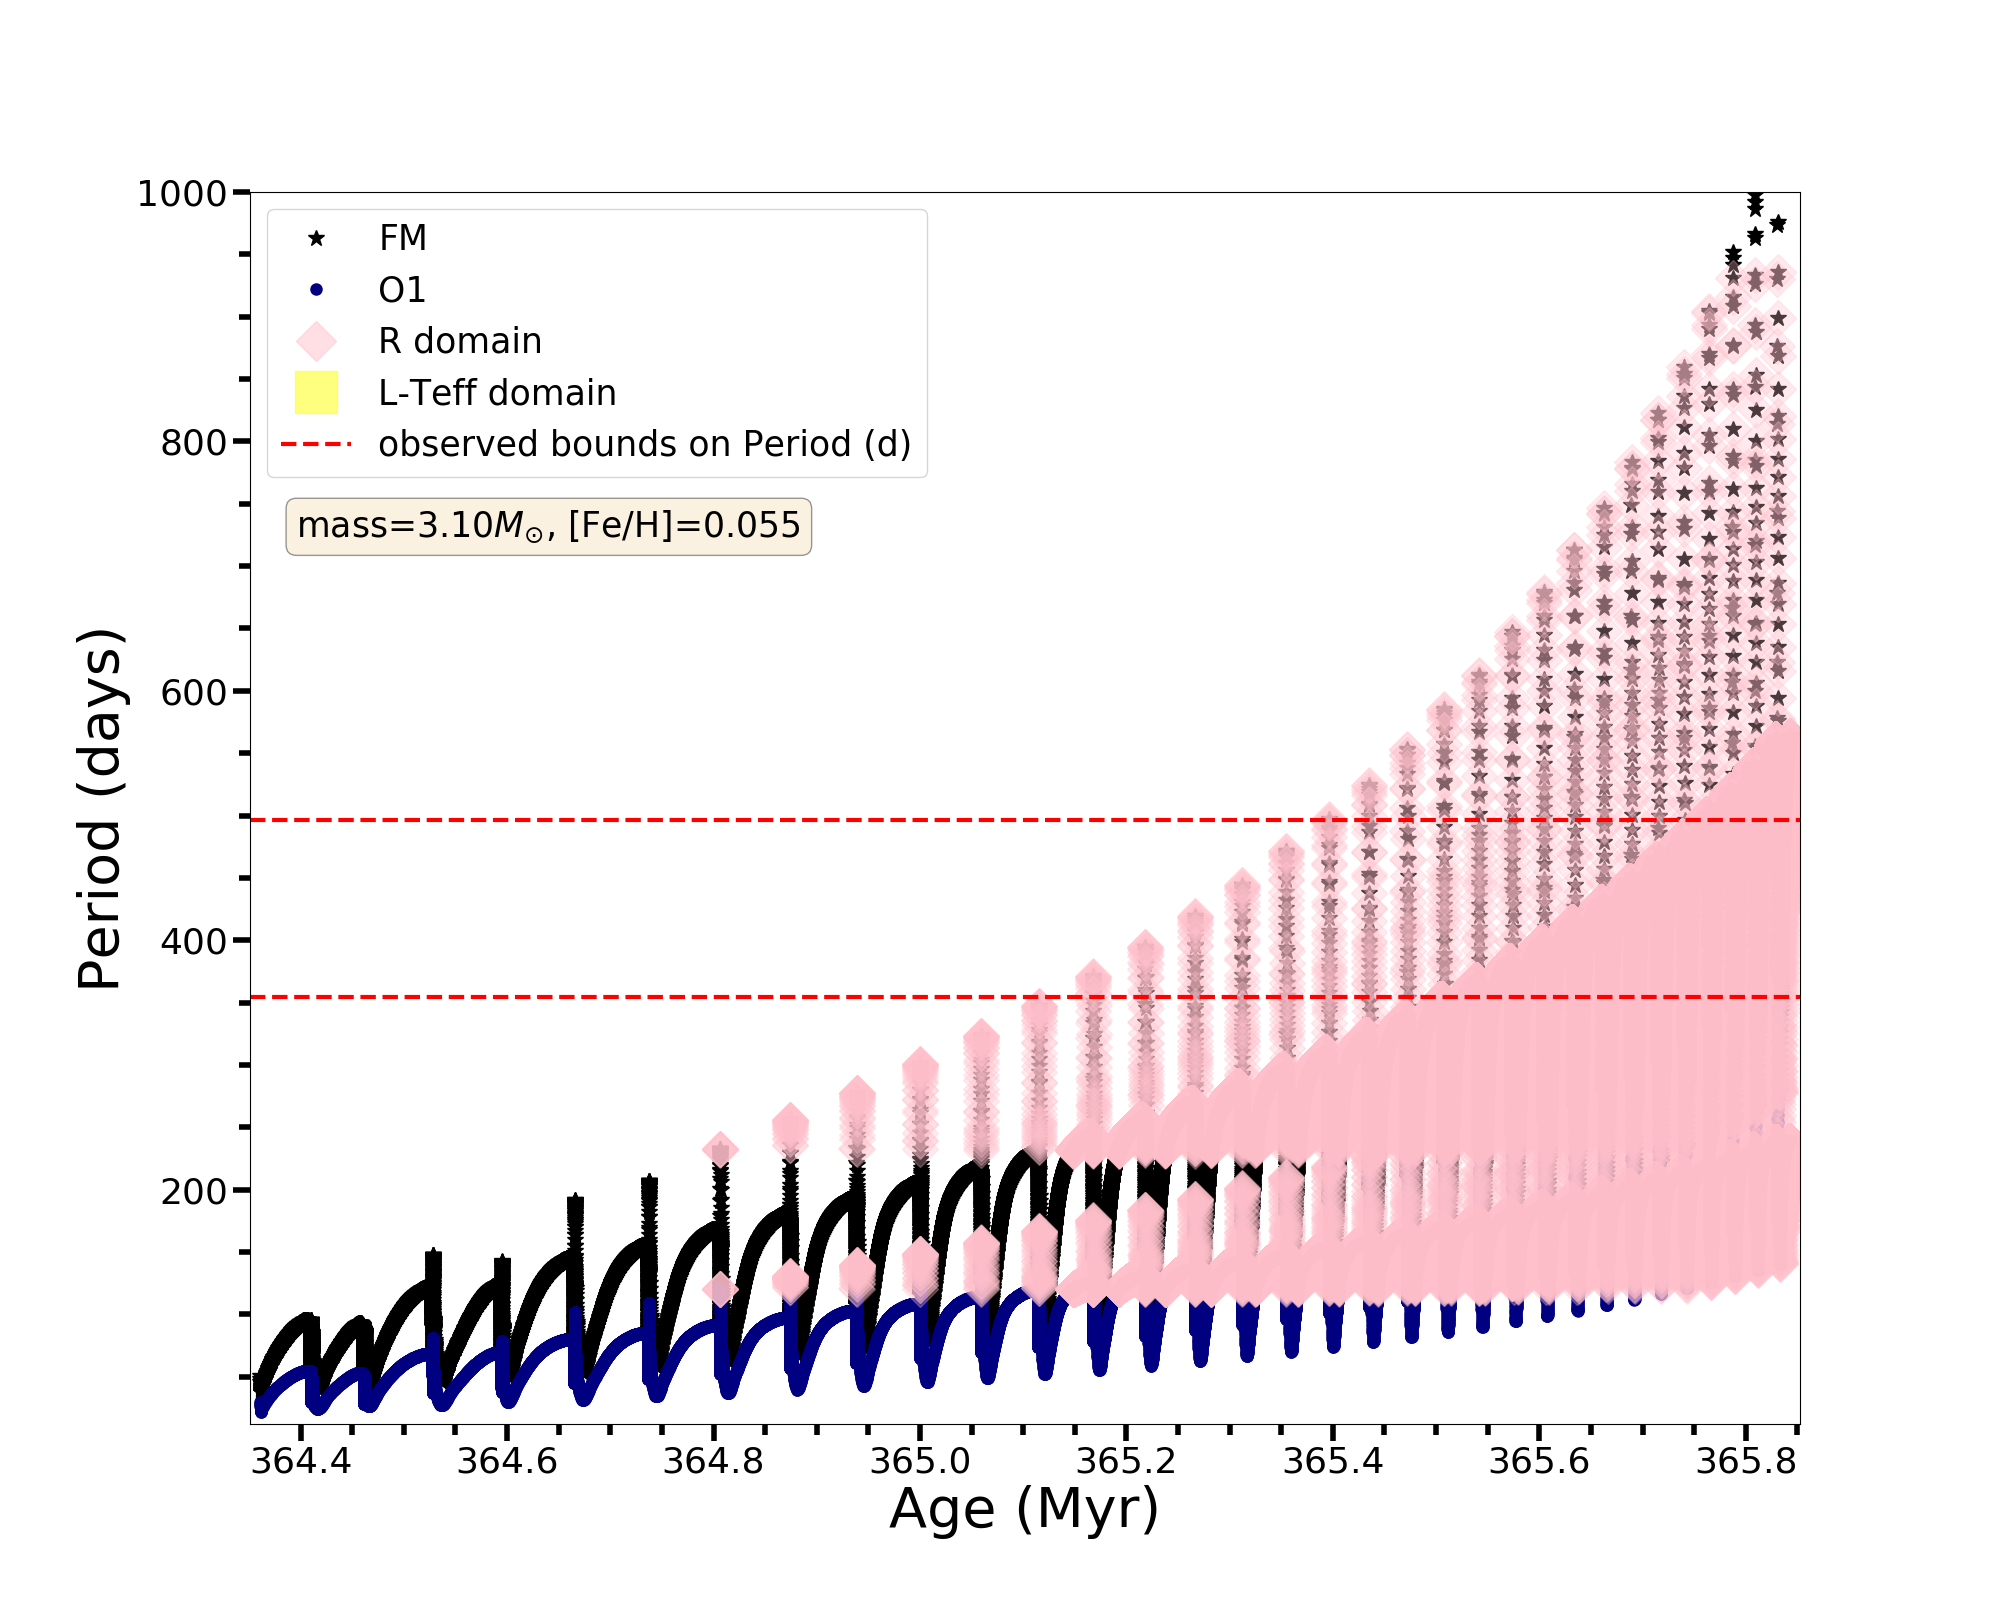 1000
800
600
400
200
Period (days)
FM
O1
R domain
L-Teff domain
observed bounds on Period (d)
mass=3.10M⊙, [Fe/H]=0.055
364.4 364.6 364.8 365.0 365.2 365.4 365.6 365.8
Age (Myr)